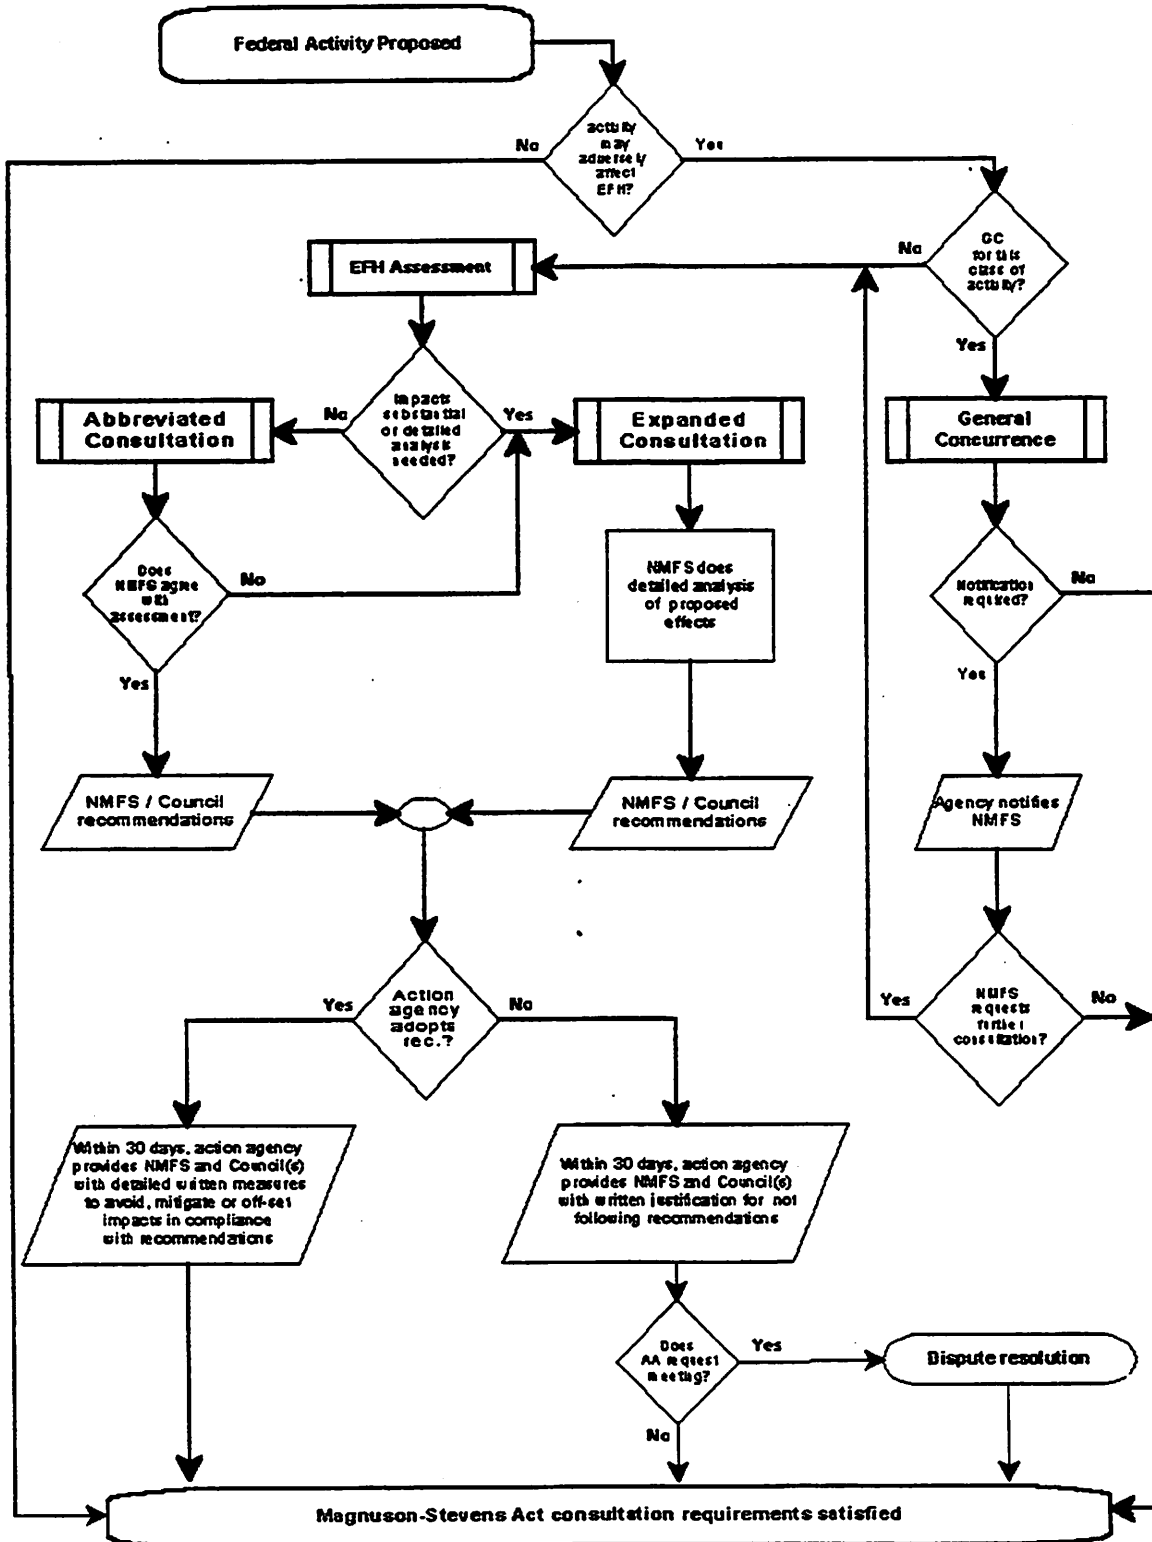 Federal Activity Proposed
activity
may
adversely
affect
EFH?
No
Yes
GC
for this
class of
activity?
No
EFH Assessment
Yes
Impacts
substantial
or detailed
analysis
needed?
No
Yes
Abbreviated
Consultation
Expanded
Consultation
General
Concurrence
Does
NMFS agree
with
assessment?
No
NMFS does
detailed analysis
of proposed
effects
Notification
required?
No
Yes
Yes
NMFS / Council
recommendations
NMFS / Council
recommendations
Agency notifies
NMFS
Action
agency
adopts
rec.?
Yes
No
NMFS
requests
further
consultation?
Yes
No
Within 30 days, action agency
provides NMFS and Council(s)
with detailed written measures
to avoid, mitigate or off-set
impacts in compliance
with recommendations
Within 30 days, action agency
provides NMFS and Council(s)
with written justification for not
following recommendations
Does
AA request
meeting?
Yes
Dispute resolution
No
Magnuson-Stevens Act consultation requirements satisfied